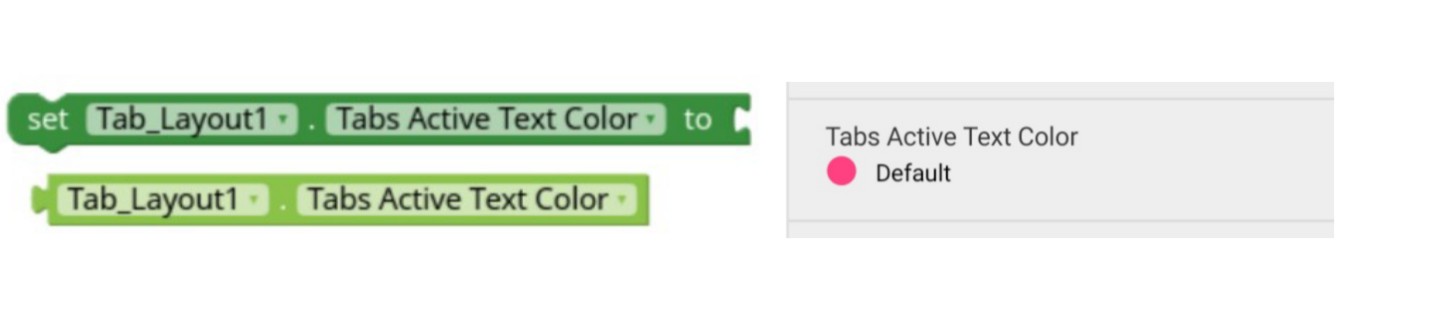 set Tab_Layout1 . Tabs Active Text Color to
Tab_Layout1 . Tabs Active Text Color
Tabs Active Text Color
Default